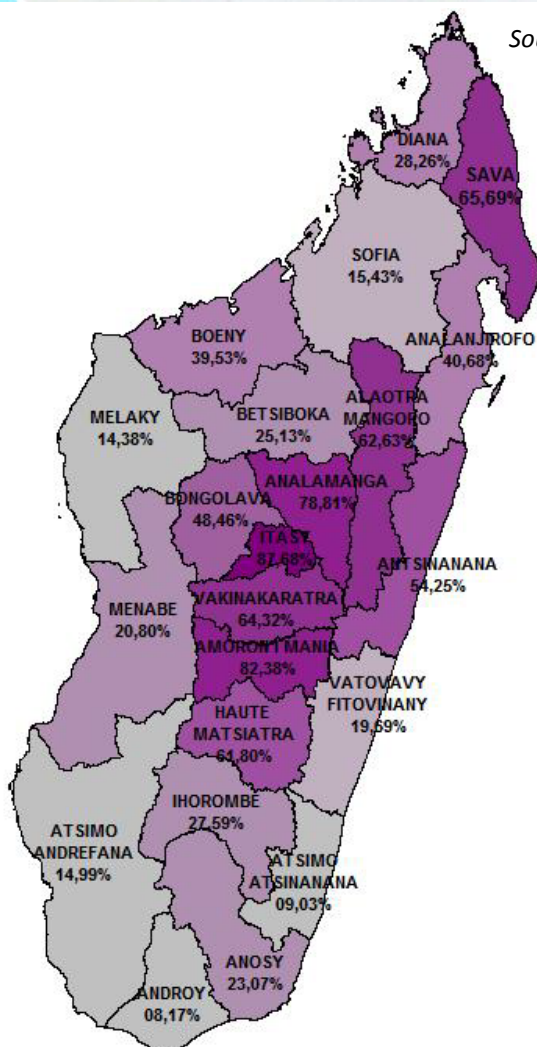 Sou
DIANA
28,26%
SAVA
65,69%
SOFIA
15,43%
BOENY
39,53%
ANALANJIROFO
40,68%
MELAKY
14,38%
BETSIBOKA
25,13%
ALAOTRA
MANGORO
62,63%
BONGOLAVA
48,46%
ANALAMANGA
78,81%
ITASY
87,68%
ANTSINANANA
54,25%
MENABE
20,80%
VAKINAKARATRA
64,32%
AMORONI MANIA
82,38%
VATOVAVY
FITOVINANY
19,69%
HAUTE
MATSIATRA
61,80%
IHOROMBE
27,59%
ATSIMO
ANDREFANA
14,99%
ATSIMO
ATSINANANA
09,03%
ANOSY
23,07%
ANDROY
08,17%